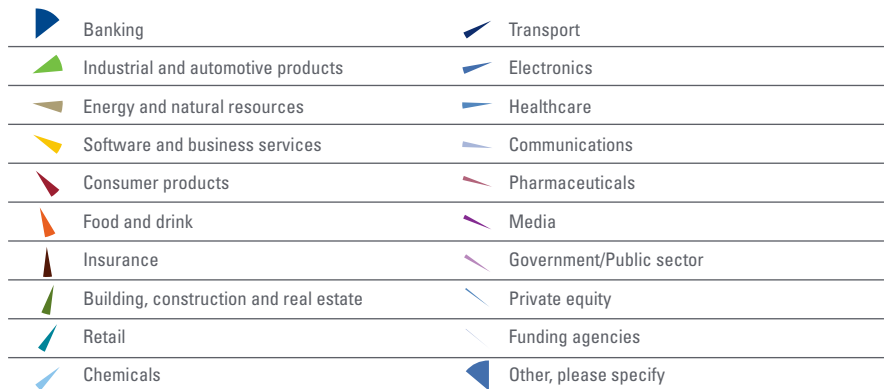 Banking
Industrial and automotive products
Energy and natural resources
Software and business services
Consumer products
Food and drink
Insurance
Building, construction and real estate
Retail
Chemicals
Transport
Electronics
Healthcare
Communications
Pharmaceuticals
Media
Government/Public sector
Private equity
Funding agencies
Other, please specify